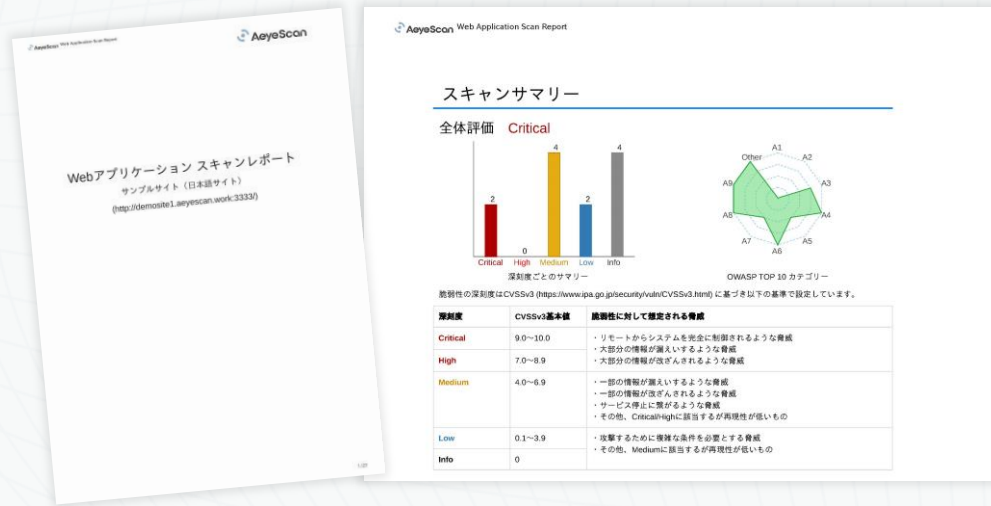 AeyeScan Web Application Scan Report
AeyeScan
Webアプリケーション スキャンレポート
サンプルサイト（日本語サイト）
(http://demosite1.aeyescan.work:3333/)
AeyeScan Web Application Scan Report
スキャンサマリー
全体評価 Critical
2 0 4 2 4
Critical High Medium Low Info
深刻度ごとのサマリー
A1
Other A2
A9 A3
A8 A4
A7 A5
A6
OWASP TOP 10 カテゴリー
脆弱性の深刻度はCVSSv3 (https://www.ipa.go.jp/security/vuln/CVSSv3.html) に基づき以下の基準で設定しています。
深刻度 CVSSv3基本値 脆弱性に対して想定される脅威
Critical 9.0～10.0 ・リモートからシステムを完全に制御されるような脅威
・大部分の情報が漏えいするような脅威
High 7.0～8.9 ・大部分の情報が改ざんされるような脅威
Medium 4.0～6.9 ・一部の情報が漏えいするような脅威
・一部の情報が改ざんされるような脅威
・サービス停止に繋がるような脅威
・その他、Critical/Highに該当するが再現性が低いもの
Low 0.1～3.9 ・攻撃するために複雑な条件を必要とする脅威
・その他、Mediumに該当するが再現性が低いもの
Info 0